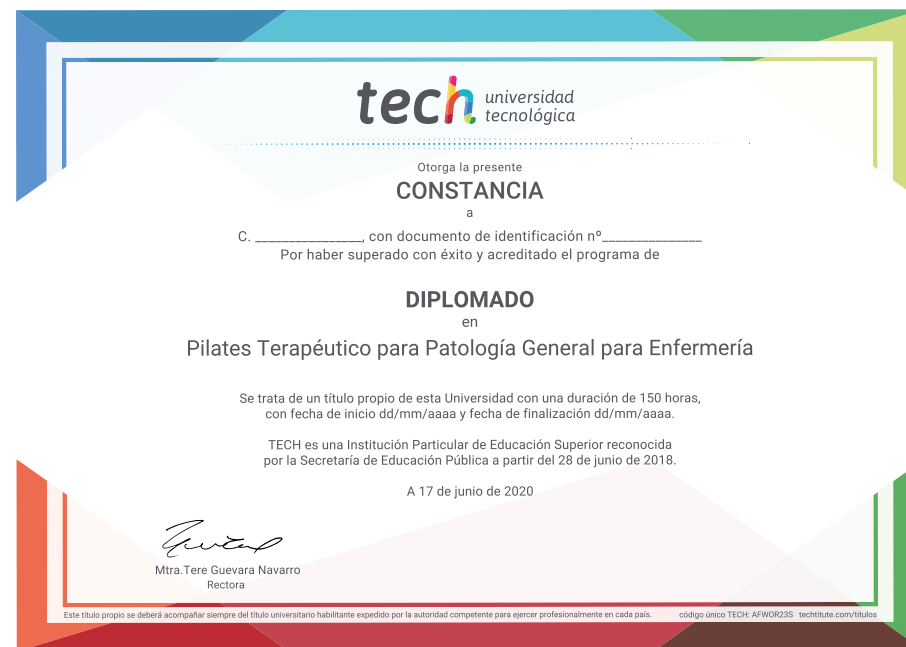 tech universidad
tecnológica
Otorga la presente
CONSTANCIA
a
C. ________________, con documento de identificación nº_______________
Por haber superado con éxito y acreditado el programa de
DIPLOMADO
en
Pilates Terapéutico para Patología General para Enfermería
Se trata de un título propio de esta Universidad con una duración de 150 horas,
con fecha de inicio dd/mm/aaaa y fecha de finalización dd/mm/aaaa.
TECH es una Institución Particular de Educación Superior reconocida
por la Secretaría de Educación Pública a partir del 28 de junio de 2018.
A 17 de junio de 2020
Mtra.Tere Guevara Navarro
Rectora
Este título propio se deberá acompañar siempre del título universitario habilitante expedido por la autoridad competente para ejercer profesionalmente en cada país. código único TECH: AFWOR23S techtitute.com/titulos